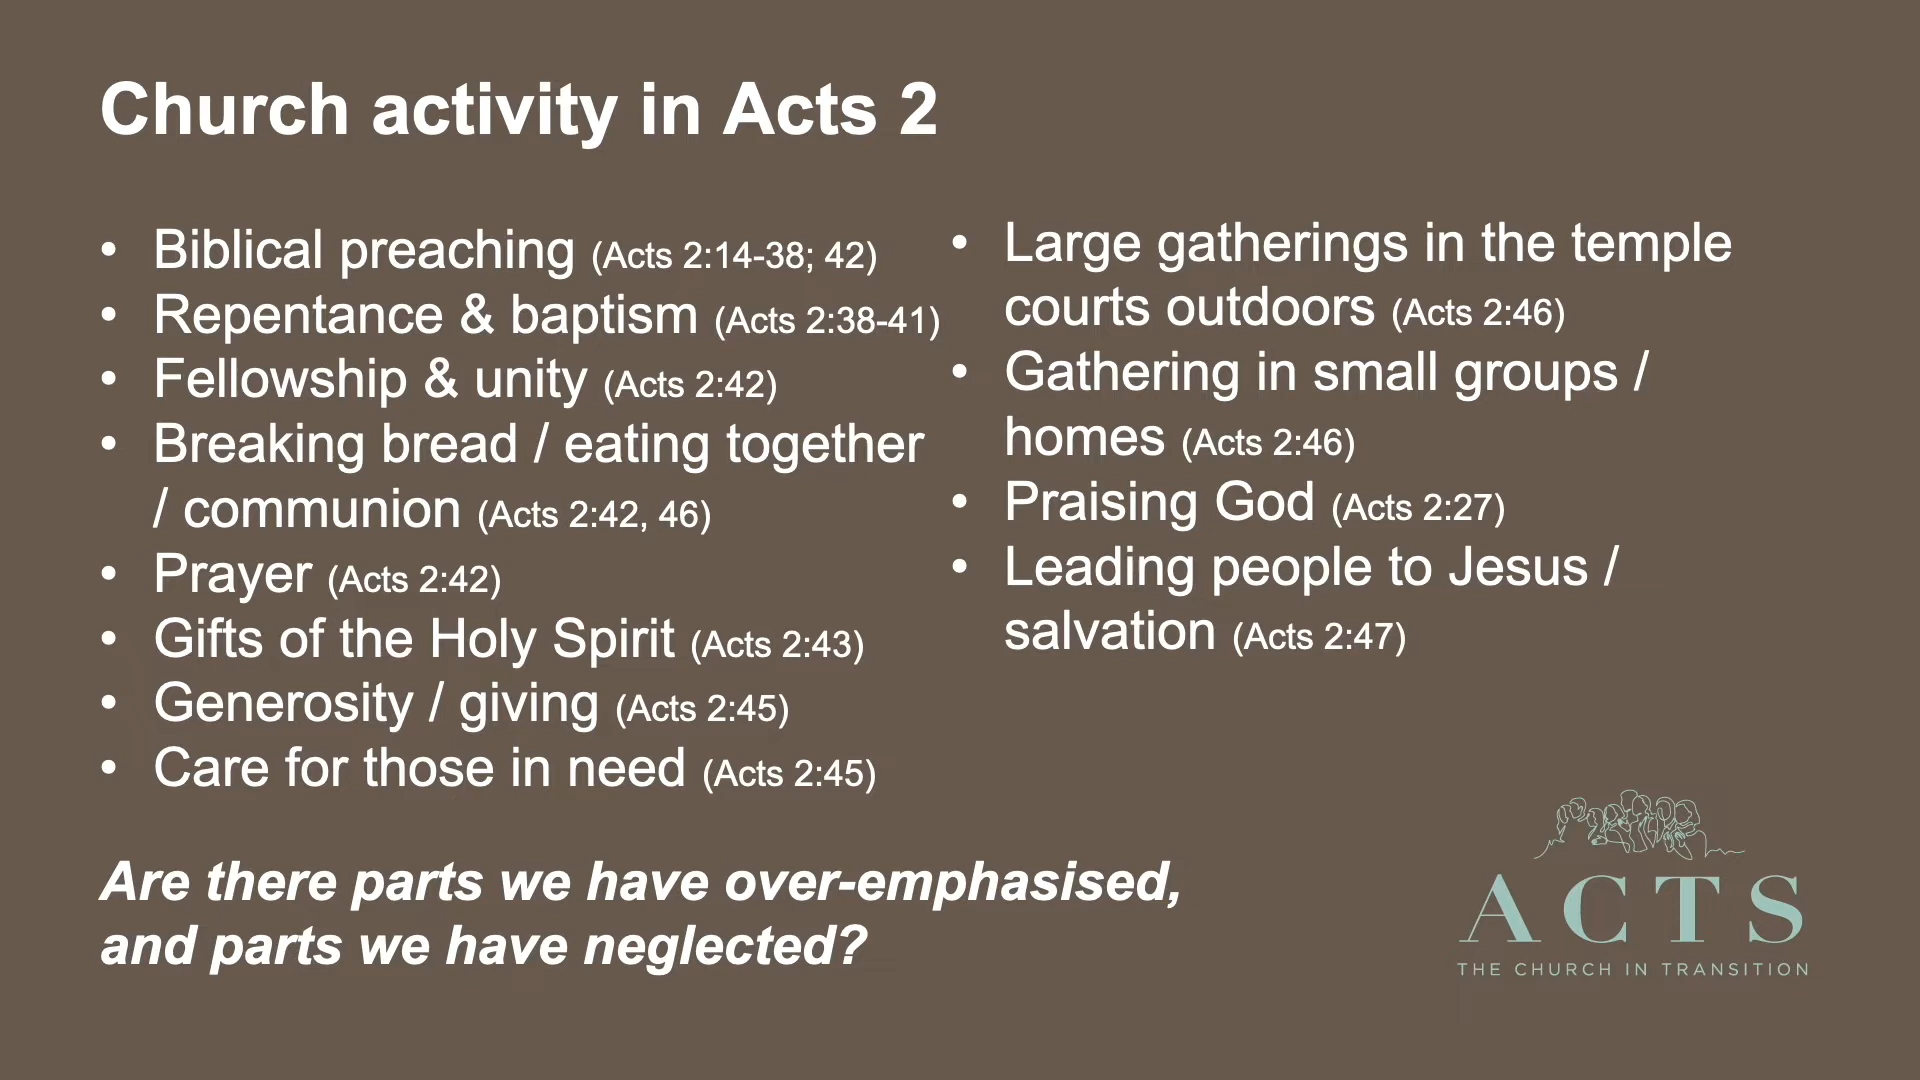 Church activity in Acts 2
• Biblical preaching (Acts 2:14-38; 42)
• Repentance & baptism (Acts 2:38-41)
• Fellowship & unity (Acts 2:42)
• Breaking bread / eating together
/ communion (Acts 2:42, 46)
• Prayer (Acts 2:42)
• Gifts of the Holy Spirit (Acts 2:43)
• Generosity / giving (Acts 2:45)
• Care for those in need (Acts 2:45)
• Large gatherings in the temple
courts outdoors (Acts 2:46)
• Gathering in small groups /
homes (Acts 2:46)
• Praising God (Acts 2:27)
• Leading people to Jesus /
salvation (Acts 2:47)
Are there parts we have over-emphasised,
and parts we have neglected?
ACTS
THE CHURCH IN TRANSITION